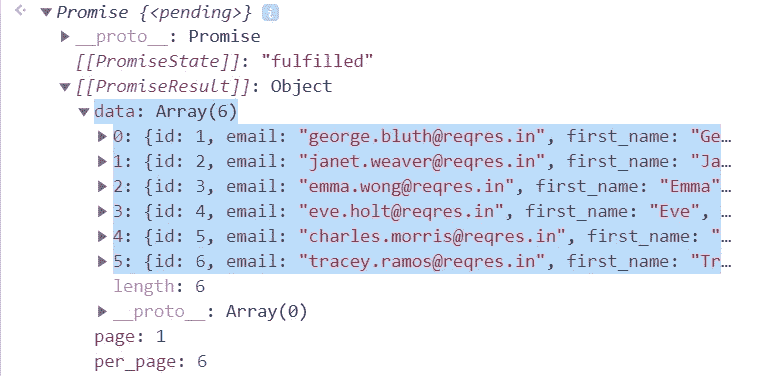 Promise {<pending>} i
__proto__: Promise
[[PromiseState]]: "fulfilled"
[[PromiseResult]]: Object
data: Array(6)
0: {id: 1, email: "george.bluth@reqres.in", first_name: "Ge…
1: {id: 2, email: "janet.weaver@reqres.in", first_name: "Ja…
2: {id: 3, email: "emma.wong@reqres.in", first_name: "Emma"…
3: {id: 4, email: "eve.holt@reqres.in", first_name: "Eve", …
4: {id: 5, email: "charles.morris@reqres.in", first_name: "…
5: {id: 6, email: "tracey.ramos@reqres.in", first_name: "Tr…
length: 6
__proto__: Array(0)
page: 1
per_page: 6